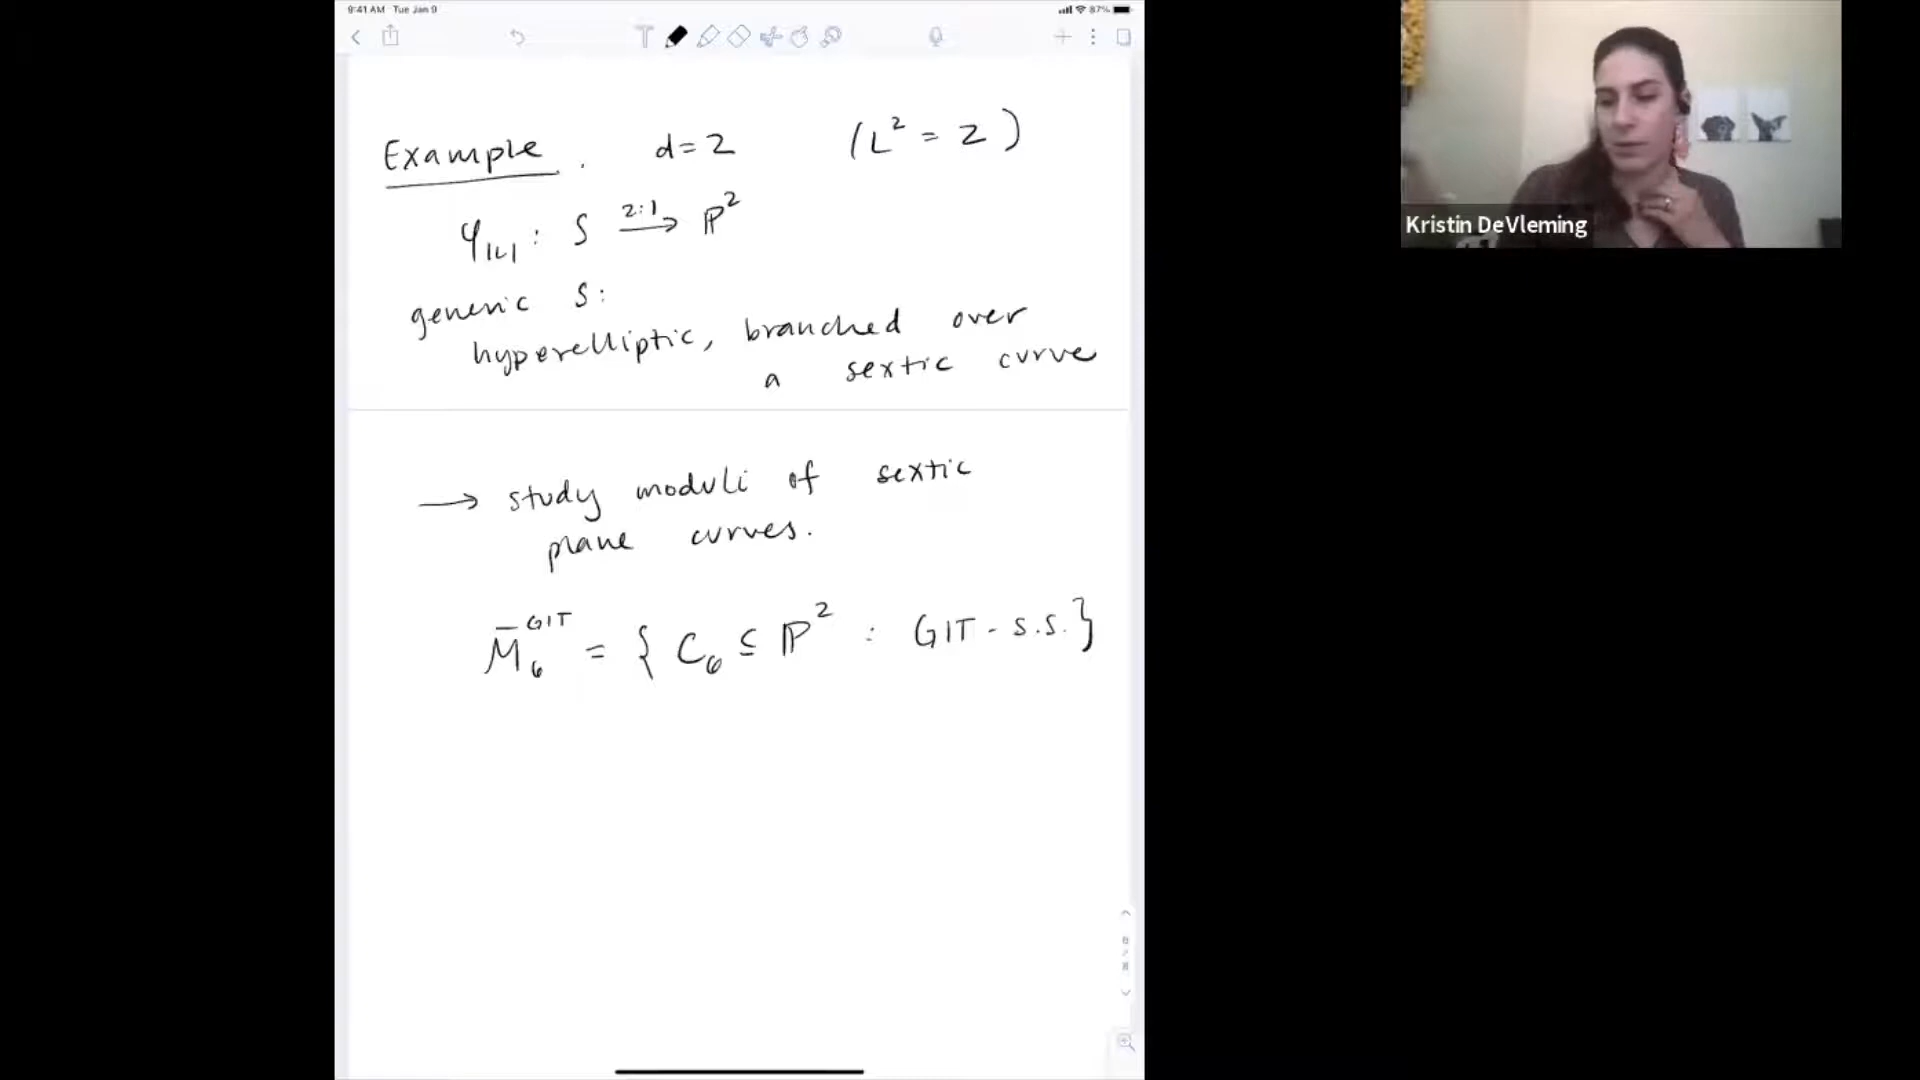 9:41 AM Tue Jan 9
87%
Example. d=2 (L² = 2)
φ_|L| : S 2:1→ ℙ²
generic S:
hyperelliptic, branched over
a sextic curve
→ study moduli of sextic
plane curves.
M̄₆^GIT = { C₆ ⊆ ℙ² : GIT-s.s. }
Kristin DeVleming